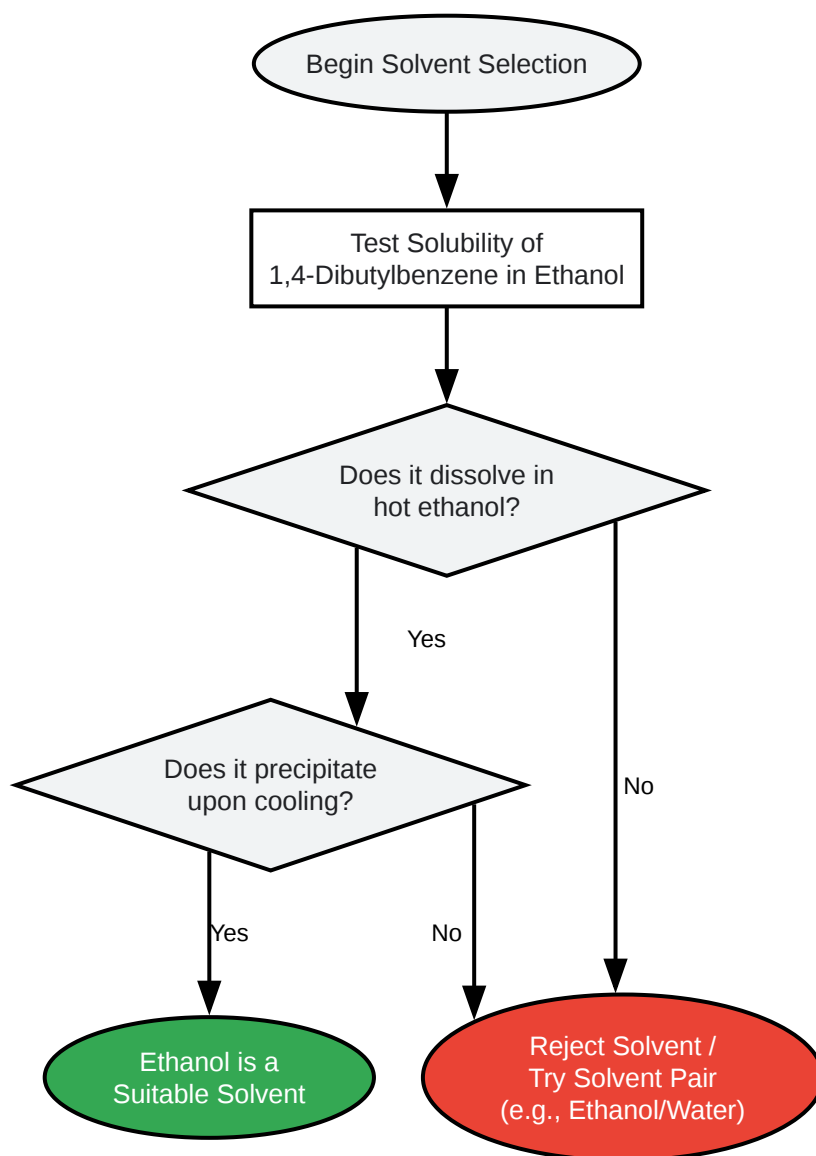 Begin Solvent Selection
Test Solubility of
1,4-Dibutylbenzene in Ethanol
Does it dissolve in
hot ethanol?
Yes
Does it precipitate
upon cooling?
No
Yes
No
Ethanol is a
Suitable Solvent
Reject Solvent /
Try Solvent Pair
(e.g., Ethanol/Water)